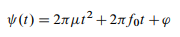 ψ(t) = 2πμt² + 2πf₀t + φ